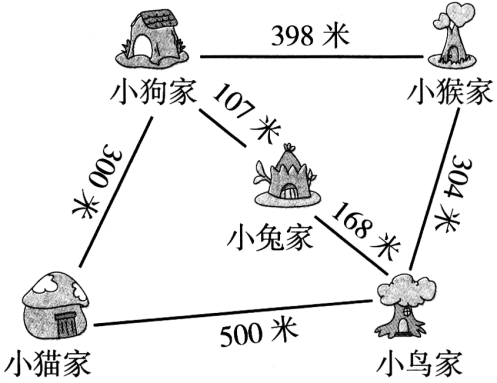 398 米
小狗家
小猴家
107 米
300 米
304 米
小兔家
168 米
500 米
小猫家
小鸟家